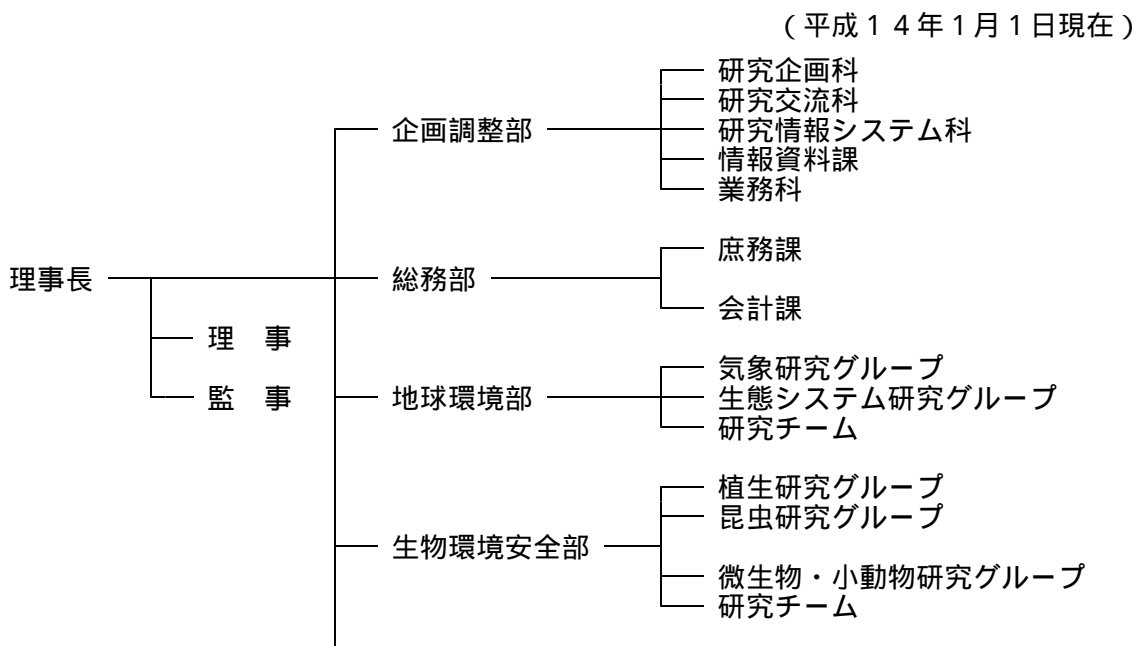 （平成１４年１月１日現在）
研究企画科
研究交流科
企画調整部
研究情報システム科
情報資料課
業務科
庶務課
理事長
総務部
会計課
理　事
気象研究グループ
監　事
地球環境部
生態システム研究グループ
研究チーム
植生研究グループ
昆虫研究グループ
生物環境安全部
微生物・小動物研究グループ
研究チーム